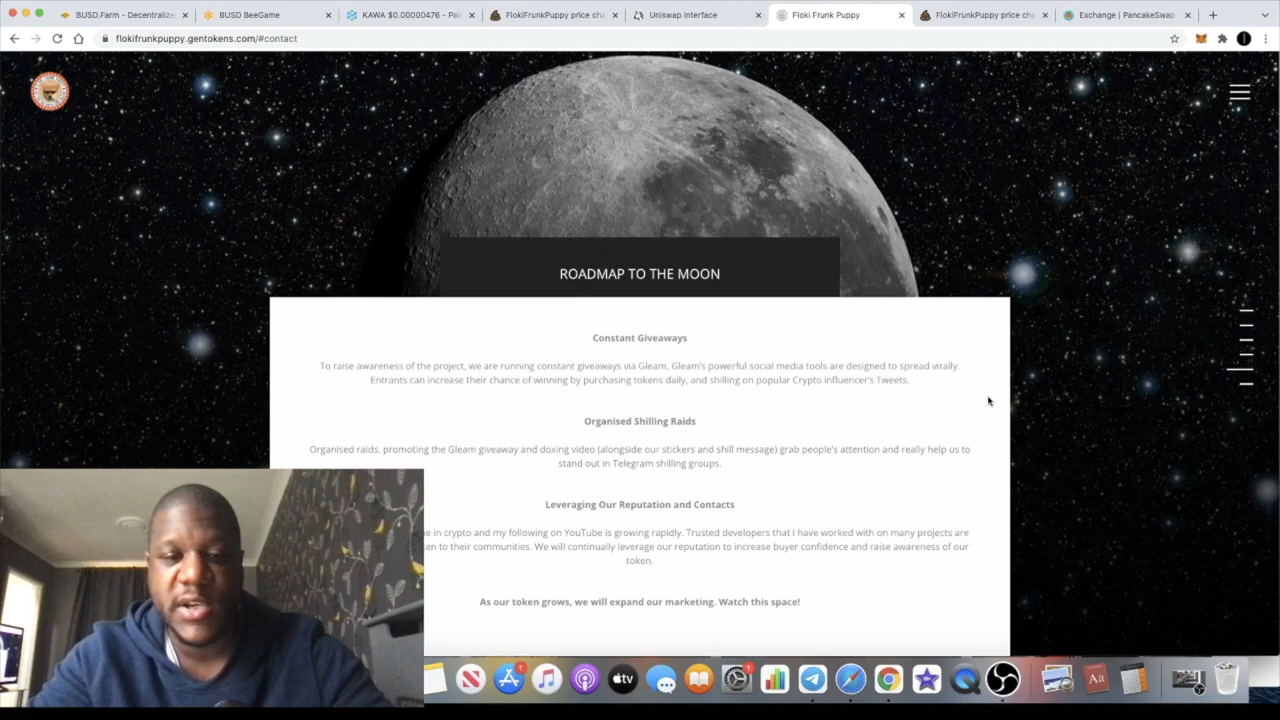 BUSD.Farm - Decentralize
BUSD BeeGame
KAWA $0.00000476 - Pai
FlokiFrunkPuppy price cha
Uniswap Interface
Floki Frunk Puppy
FlokiFrunkPuppy price ch
Exchange | PancakeSwap
flokifrunkpuppy.gentokens.com/#contact
ROADMAP TO THE MOON
Constant Giveaways
To raise awareness of the project, we are running constant giveaways via Gleam. Gleam's powerful social media tools are designed to spread virally.
Entrants can increase their chance of winning by purchasing tokens daily, and shilling on popular Crypto influencer's Tweets.
Organised Shilling Raids
Organised raids, promoting the Gleam giveaway and doxing video (alongside our stickers and shill message) grab people's attention and really help us to
stand out in Telegram shilling groups.
Leveraging Our Reputation and Contacts
in crypto and my following on YouTube is growing rapidly. Trusted developers that I have worked with on many projects are
to their communities. We will continually leverage our reputation to increase buyer confidence and raise awareness of our
token.
As our token grows, we will expand our marketing. Watch this space!
1
tv
1
Aa